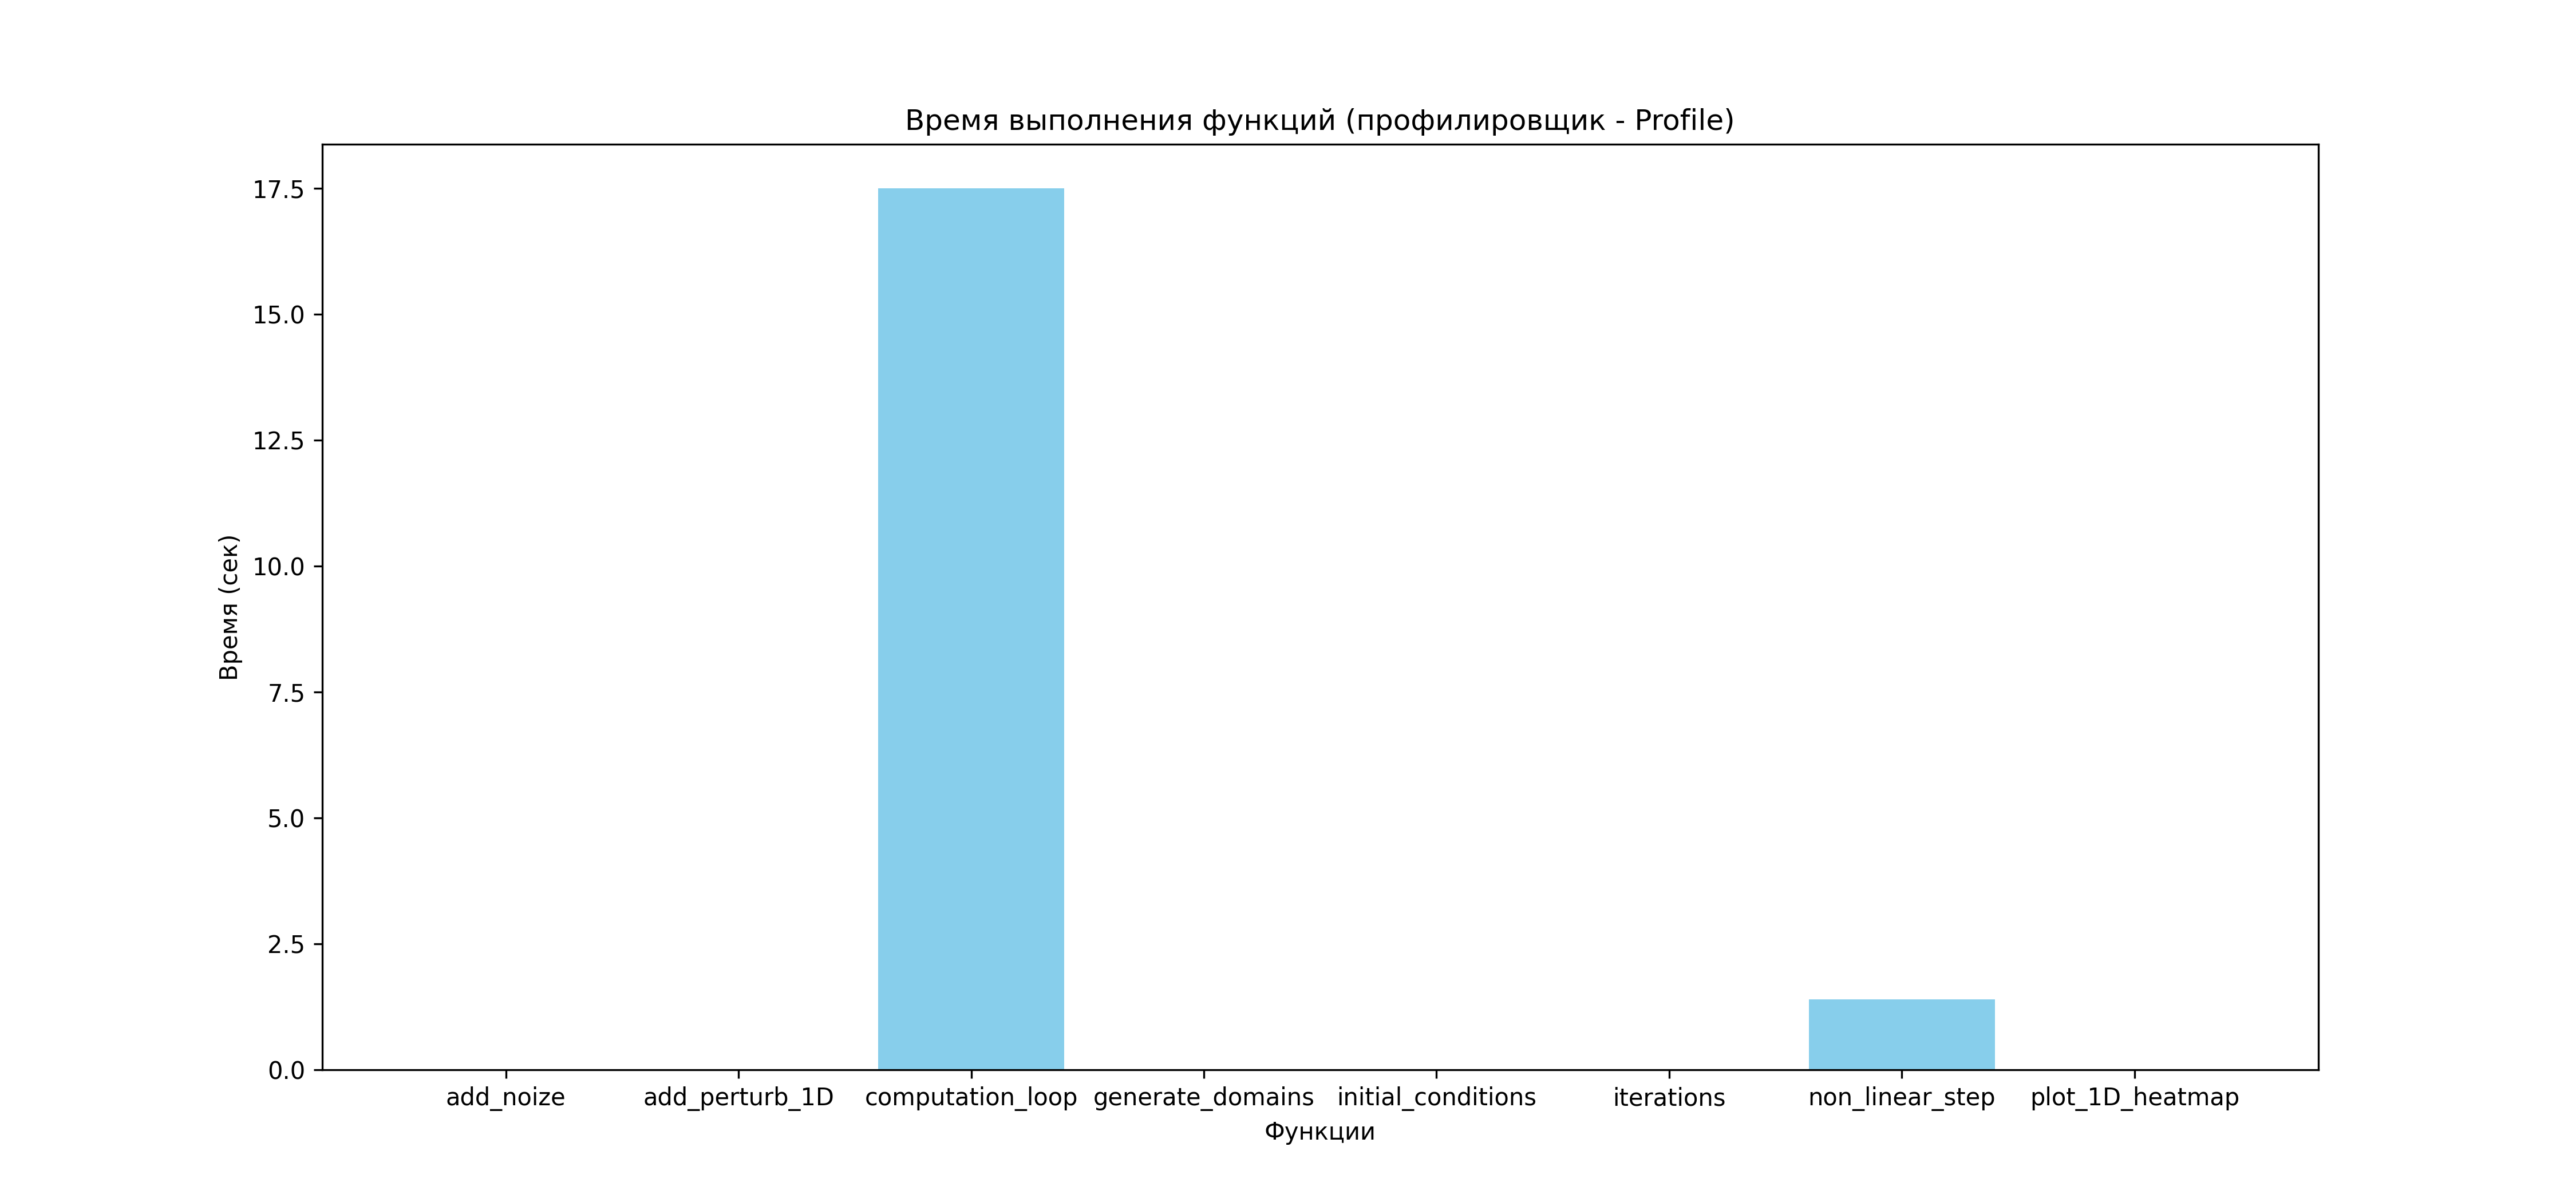 Время выполнения функций (профилировщик - Profile)
17.5
15.0
12.5
10.0
7.5
5.0
2.5
0.0
Время (сек)
add_noize add_perturb_1D computation_loop generate_domains initial_conditions iterations non_linear_step plot_1D_heatmap
Функции